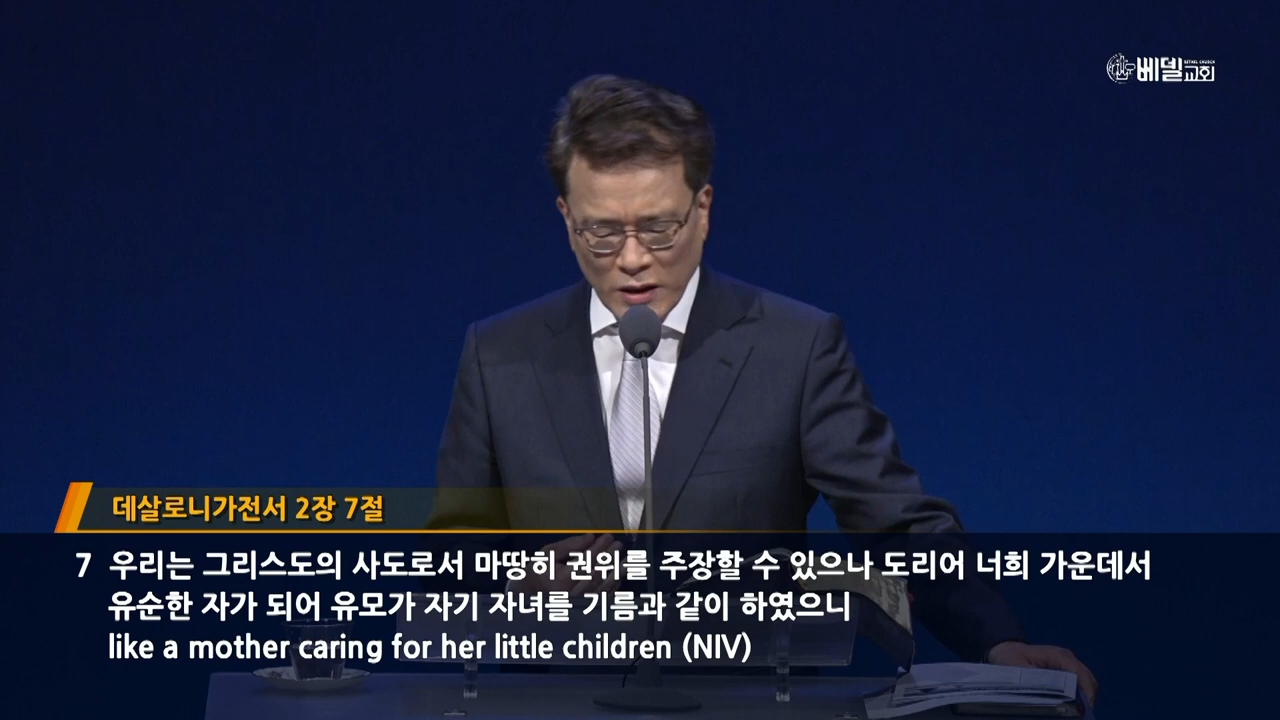 베델교회
BETHEL CHURCH
데살로니가전서 2장 7절
7 우리는 그리스도의 사도로서 마땅히 권위를 주장할 수 있으나 도리어 너희 가운데서
유순한 자가 되어 유모가 자기 자녀를 기름과 같이 하였으니
like a mother caring for her little children (NIV)